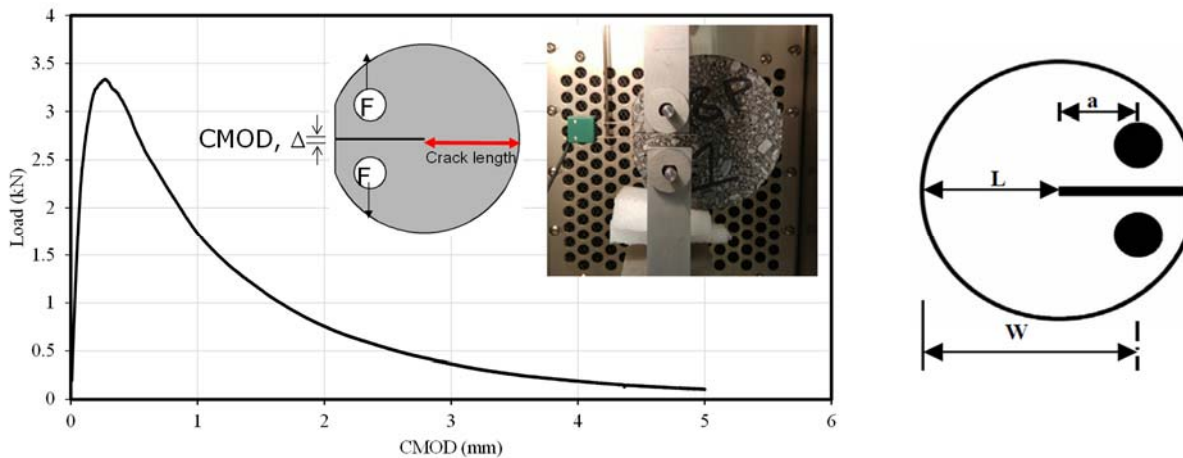 4
3.5
3
2.5
2
1.5
1
0.5
0
Load (kN)
0 1 2 3 4 5 6
CMOD (mm)
F
CMOD, Δ
F
Crack length
a
L
W